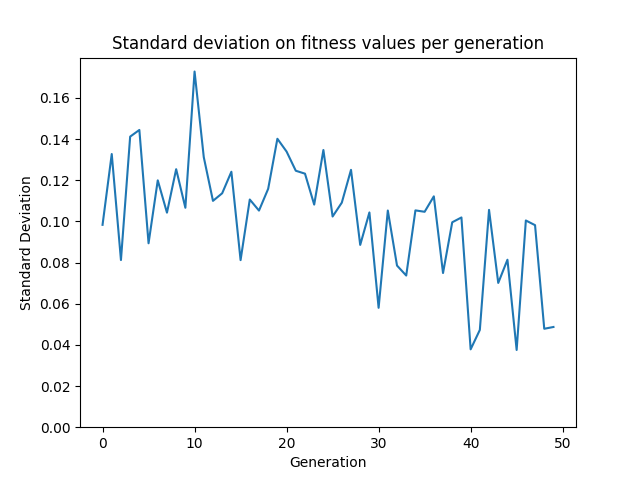 Standard deviation on fitness values per generation
0.16
0.14
0.12
0.10
0.08
0.06
0.04
0.02
0.00
Standard Deviation
0 10 20 30 40 50
Generation